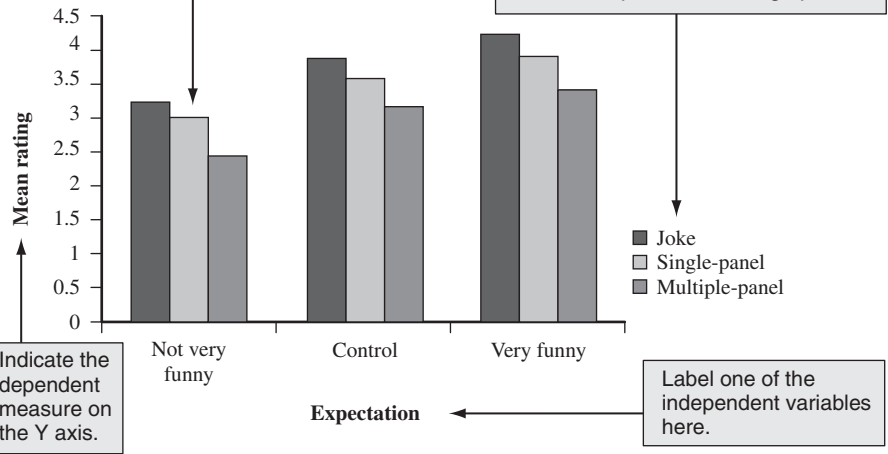 4.5
4
3.5
3
2.5
2
1.5
1
0.5
0
Mean rating
Not very
funny
Control
Very funny
Expectation
Joke
Single-panel
Multiple-panel
Indicate the
dependent
measure on
the Y axis.
Label one of the
independent variables
here.